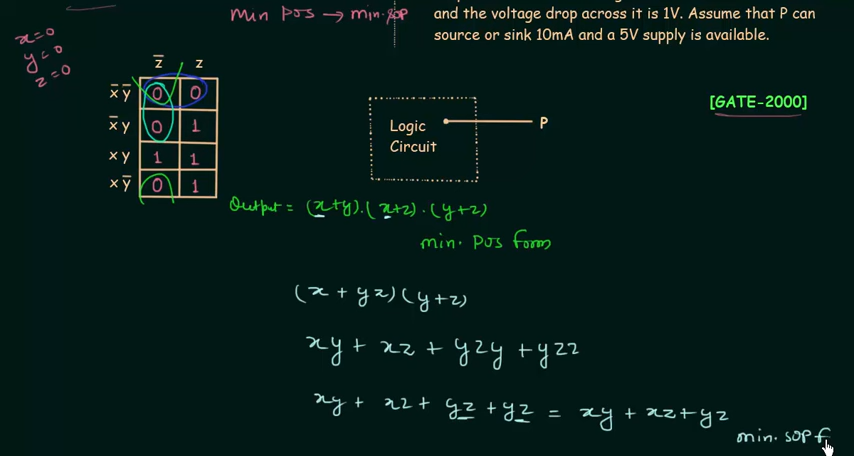 min POS → min. SOP
and the voltage drop across it is 1V. Assume that P can
source or sink 10mA and a 5V supply is available.
x=0
y=0
z=0
z̅ z
x̅ y̅ 0 0
x̅ y 0 1
x y 1 1
x y̅ 0 1
Logic
Circuit
P
[GATE-2000]
Output = (x+y).(x+z).(y+z)
min. POS form
(x + yz)(y+z)
xy + xz + yzy + yzz
xy + xz + yz + yz = xy + xz + yz
min. SOP f